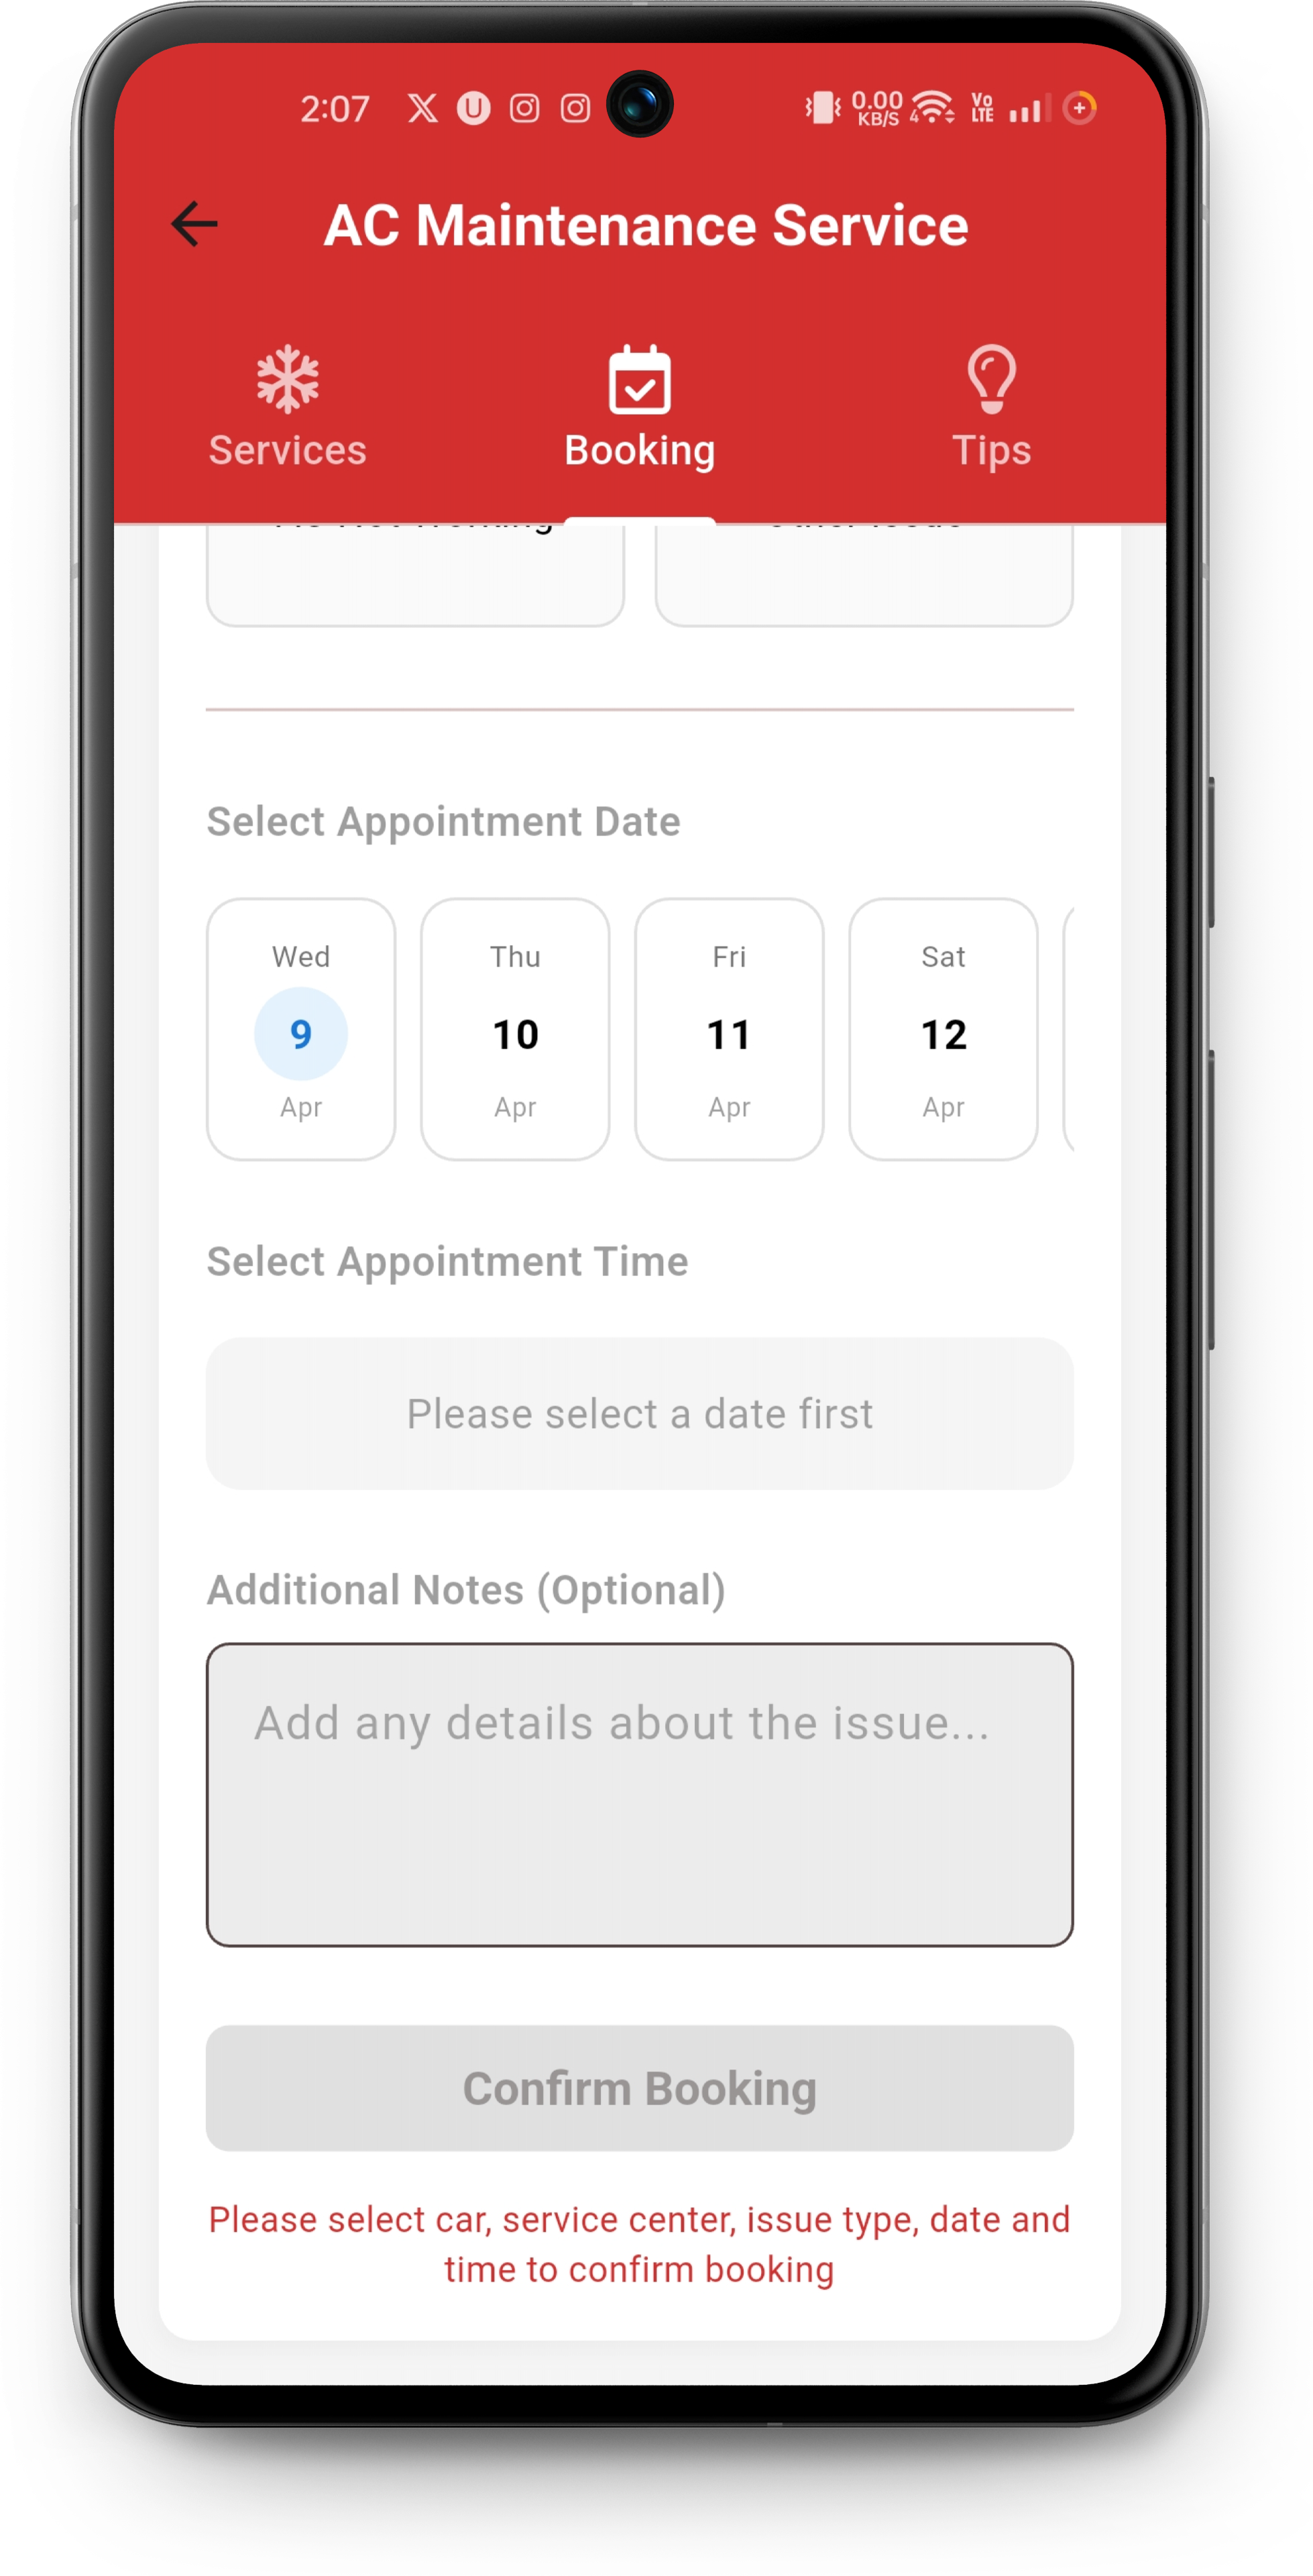 2:07
0.00
KB/S
4
Vo
LTE
AC Maintenance Service
Services
Booking
Tips
Select Appointment Date
Wed
Thu
Fri
Sat
9
10
11
12
Apr
Apr
Apr
Apr
Select Appointment Time
Please select a date first
Additional Notes (Optional)
Add any details about the issue...
Confirm Booking
Please select car, service center, issue type, date and
time to confirm booking